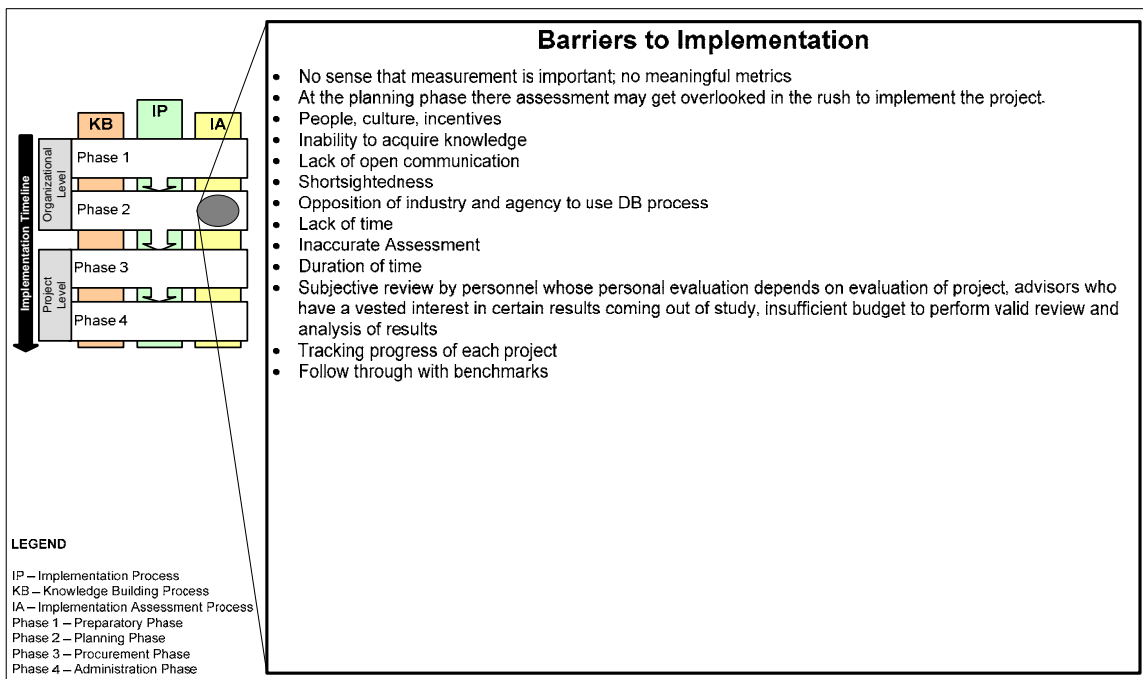 Barriers to Implementation
• No sense that measurement is important; no meaningful metrics
• At the planning phase there assessment may get overlooked in the rush to implement the project.
• People, culture, incentives
• Inability to acquire knowledge
• Lack of open communication
• Shortsightedness
• Opposition of industry and agency to use DB process
• Lack of time
• Inaccurate Assessment
• Duration of time
• Subjective review by personnel whose personal evaluation depends on evaluation of project, advisors who
have a vested interest in certain results coming out of study, insufficient budget to perform valid review and
analysis of results
• Tracking progress of each project
• Follow through with benchmarks
KB
IP
IA
Implementation Timeline
Organizational
Level
Phase 1
Phase 2
Project
Level
Phase 3
Phase 4
LEGEND
IP – Implementation Process
KB – Knowledge Building Process
IA – Implementation Assessment Process
Phase 1 – Preparatory Phase
Phase 2 – Planning Phase
Phase 3 – Procurement Phase
Phase 4 – Administration Phase